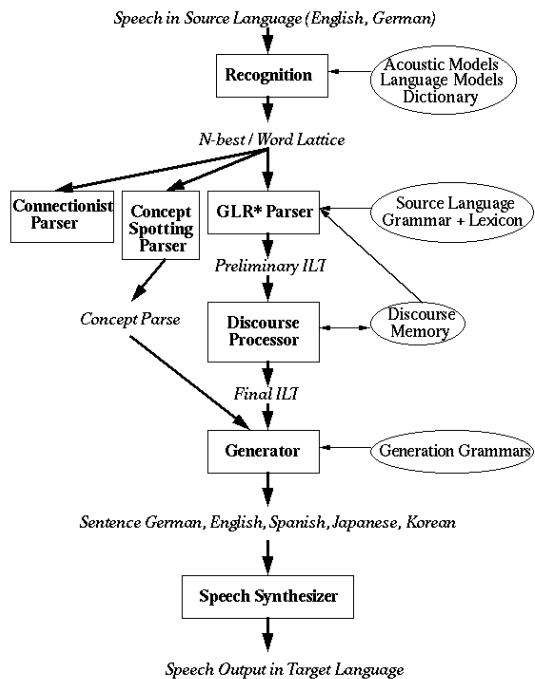 Speech in Source Language (English, German)
Recognition
Acoustic Models
Language Models
Dictionary
N-best / Word Lattice
Connectionist
Parser
Concept
Spotting
Parser
GLR* Parser
Source Language
Grammar + Lexicon
Preliminary ILT
Concept Parse
Discourse
Processor
Discourse
Memory
Final ILT
Generator
Generation Grammars
Sentence German, English, Spanish, Japanese, Korean
Speech Synthesizer
Speech Output in Target Language